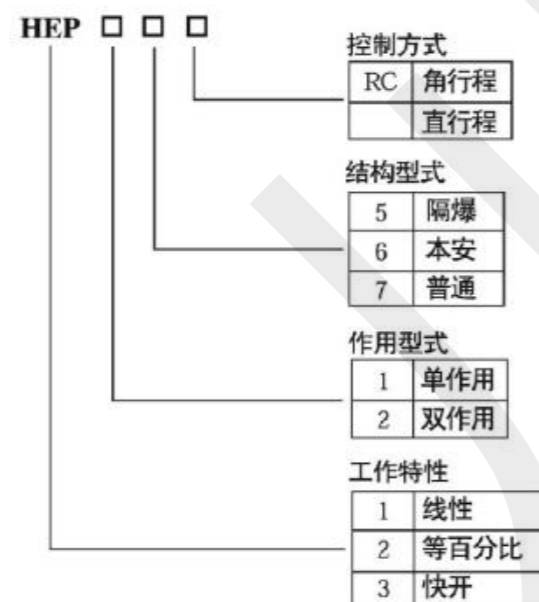 HEP □ □ □
控制方式
RC 角行程
直行程
结构型式
5 隔爆
6 本安
7 普通
作用型式
1 单作用
2 双作用
工作特性
1 线性
2 等百分比
3 快开